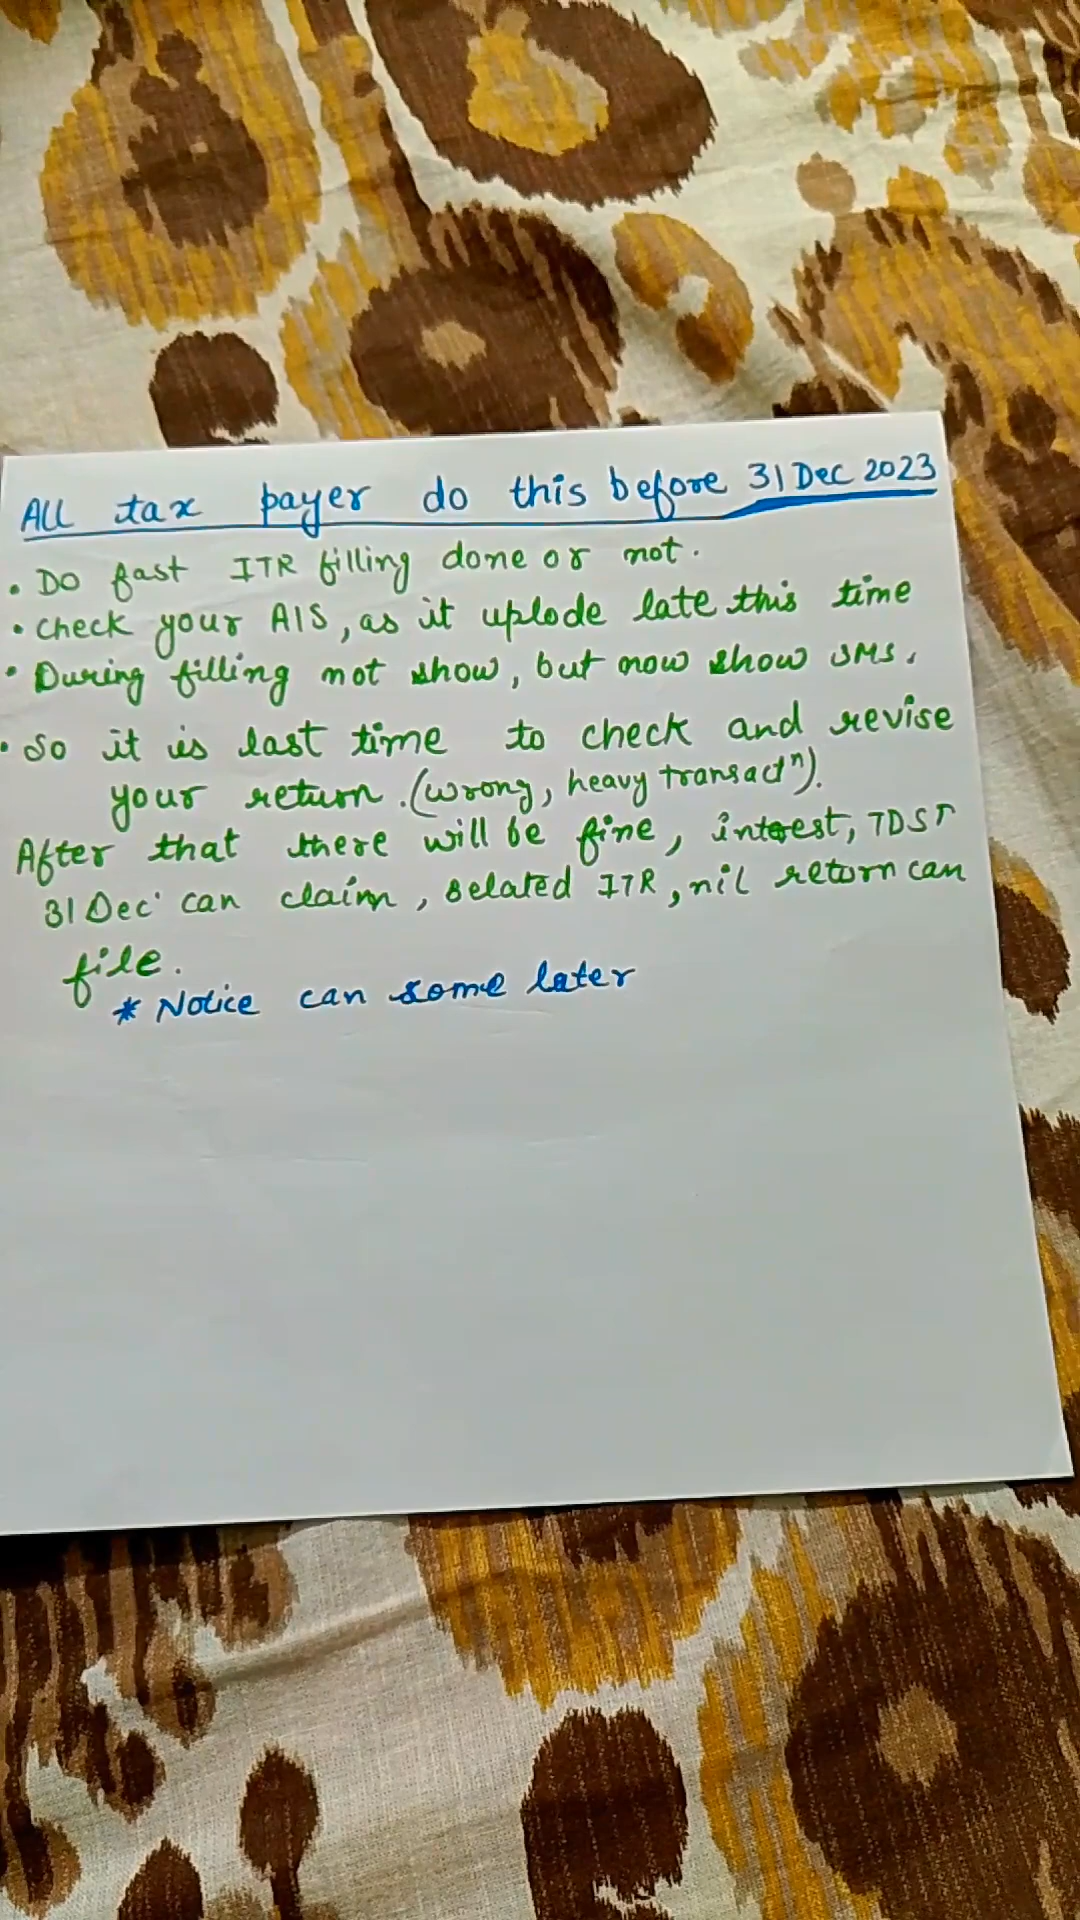 All tax payer do this before 31 Dec 2023
• Do fast ITR filling done or not.
• check your AIS, as it uplode late this time
• During filling not show, but now show SMS.
• So it is last time to check and revise
your return. (wrong, heavy transactⁿ).
After that there will be fine, interest, TDS↑
31 Dec can claim, Belated ITR, nil return can
file.
* Notice can some later